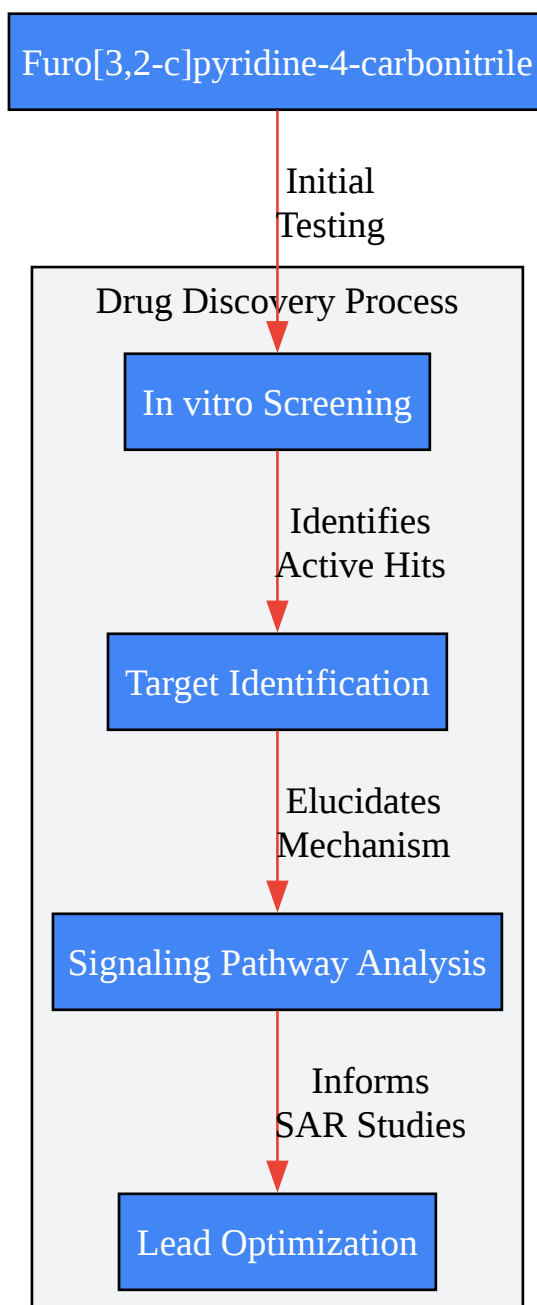 Furo[3,2-c]pyridine-4-carbonitrile
Initial
Testing
Drug Discovery Process
In vitro Screening
Identifies
Active Hits
Target Identification
Elucidates
Mechanism
Signaling Pathway Analysis
Informs
SAR Studies
Lead Optimization